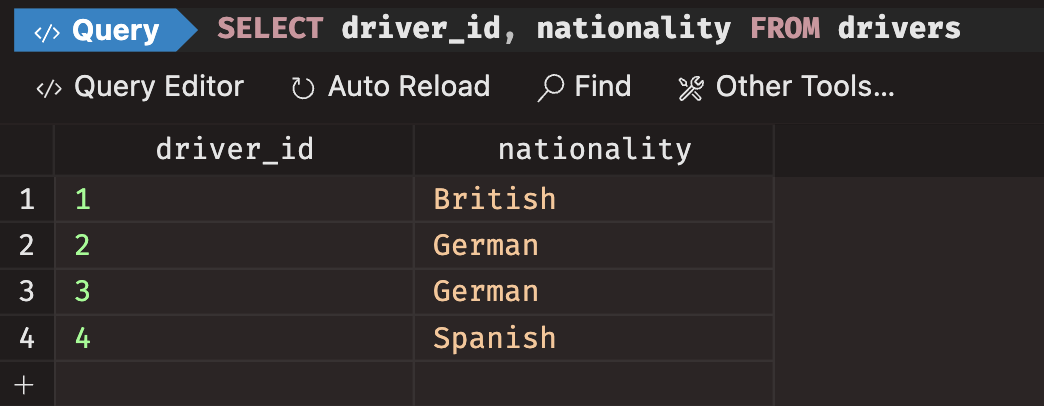 </> Query SELECT driver_id, nationality FROM drivers
</> Query Editor Auto Reload Find Other Tools...
driver_id nationality
1 1 British
2 2 German
3 3 German
4 4 Spanish
+